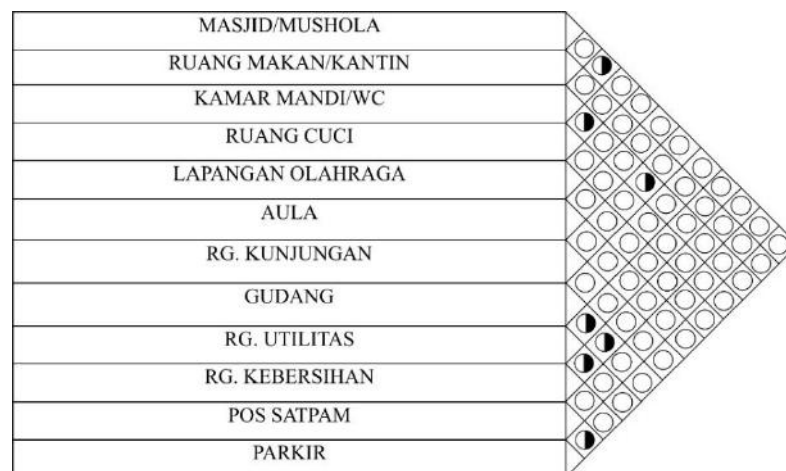 MASJID/MUSHOLA
RUANG MAKAN/KANTIN
KAMAR MANDI/WC
RUANG CUCI
LAPANGAN OLAHRAGA
AULA
RG. KUNJUNGAN
GUDANG
RG. UTILITAS
RG. KEBERSIHAN
POS SATPAM
PARKIR